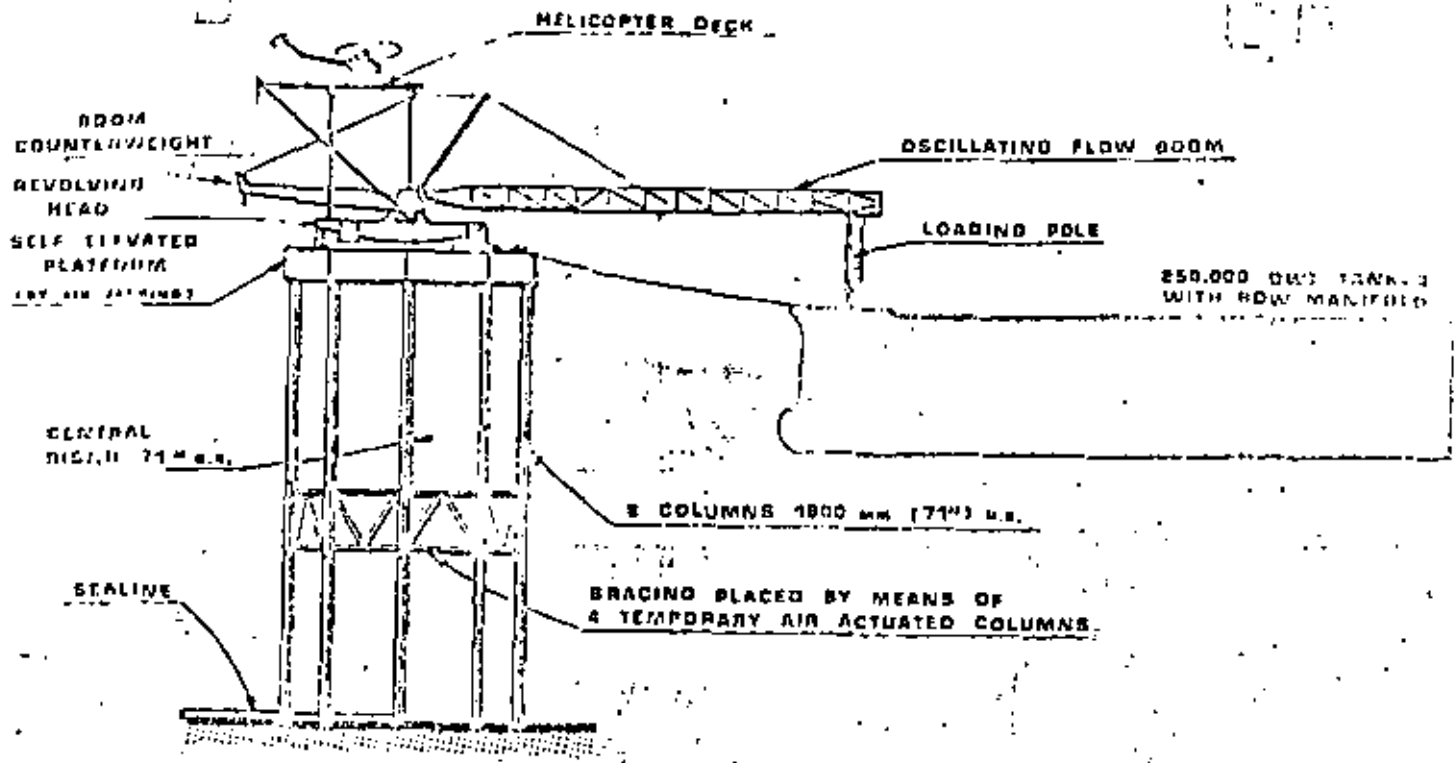 HELICOPTER DECK
BOOM
COUNTERWEIGHT
REVOLVING
HEAD
SELF ELEVATED
PLATFORM
OSCILLATING FLOW BOOM
LOADING POLE
250,000 DWT
WITH BOW MANIFOLD
CENTRAL
71"
8 COLUMNS 1800 mm (71")
BRACING PLACED BY MEANS OF
4 TEMPORARY AIR ACTUATED COLUMNS
SEALINE